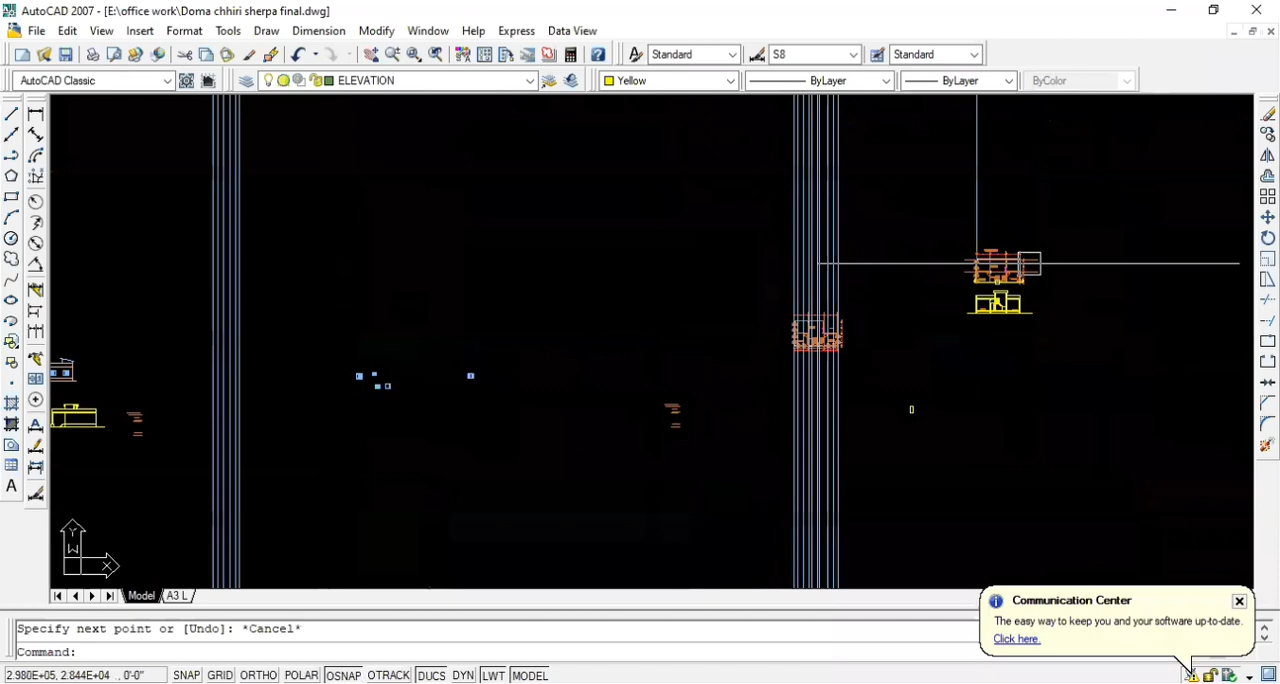 AutoCAD 2007 - [E:\office work\Doma chhiri sherpa final.dwg]
File Edit View Insert Format Tools Draw Dimension Modify Window Help Express Data View
Standard S8 Standard
AutoCAD Classic ELEVATION Yellow ByLayer ByLayer ByColor
A
A
Y
W
X
Model A3 L
Communication Center
The easy way to keep you and your software up-to-date.
Click here.
Specify next point or [Undo]: *Cancel*
Command:
2.980E+05, 2.844E+04 , 0'-0" SNAP GRID ORTHO POLAR OSNAP OTRACK DUCS DYN LWT MODEL